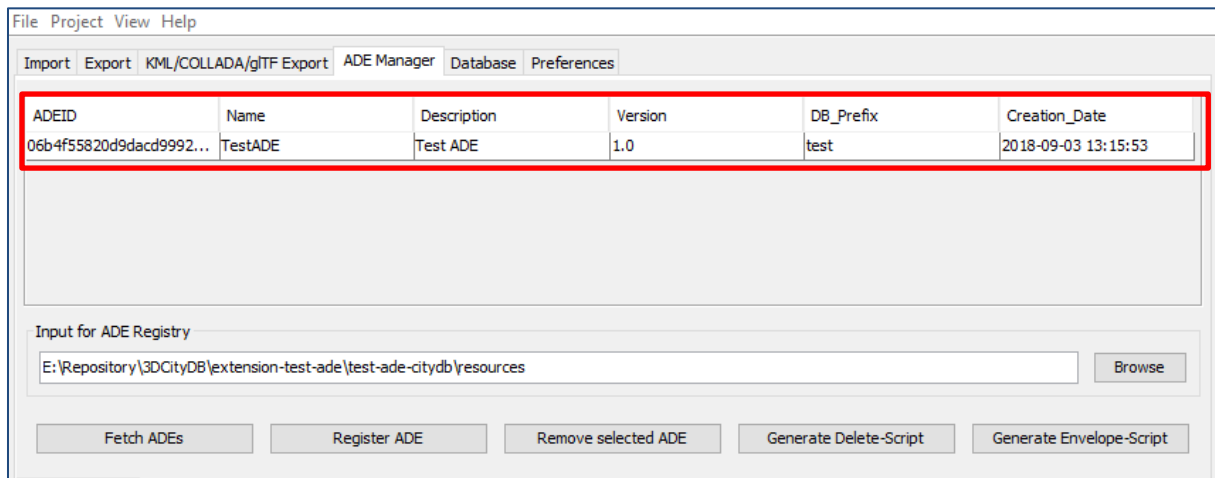 File Project View Help
Import Export KML/COLLADA/glTF Export ADE Manager Database Preferences
ADEID Name Description Version DB_Prefix Creation_Date
06b4f55820d9dacd9992... TestADE Test ADE 1.0 test 2018-09-03 13:15:53
Input for ADE Registry
E:\Repository\3DCityDB\extension-test-ade\test-ade-citydb\resources Browse
Fetch ADEs Register ADE Remove selected ADE Generate Delete-Script Generate Envelope-Script